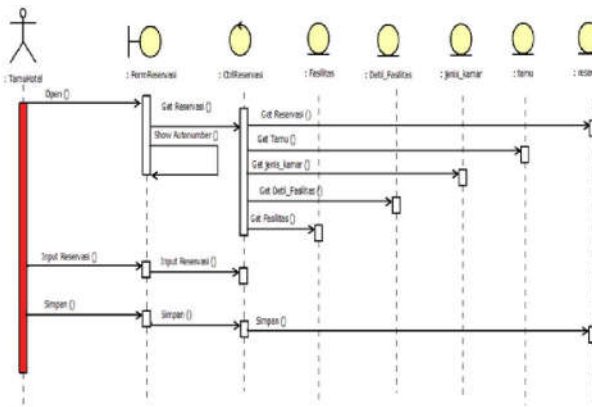 : TamuHotel
: FormReservasi
: CtrlReservasi
: Fasilitas
: Detil_Fasilitas
: jenis_kamar
: tamu
Open ()
Get Reservasi ()
Get Reservasi ()
Show Autonumber ()
Get Tamu ()
Get jenis_kamar ()
Get Detil_Fasilitas ()
Get Fasilitas ()
Input Reservasi ()
Input Reservasi ()
Simpan ()
Simpan ()
Simpan ()